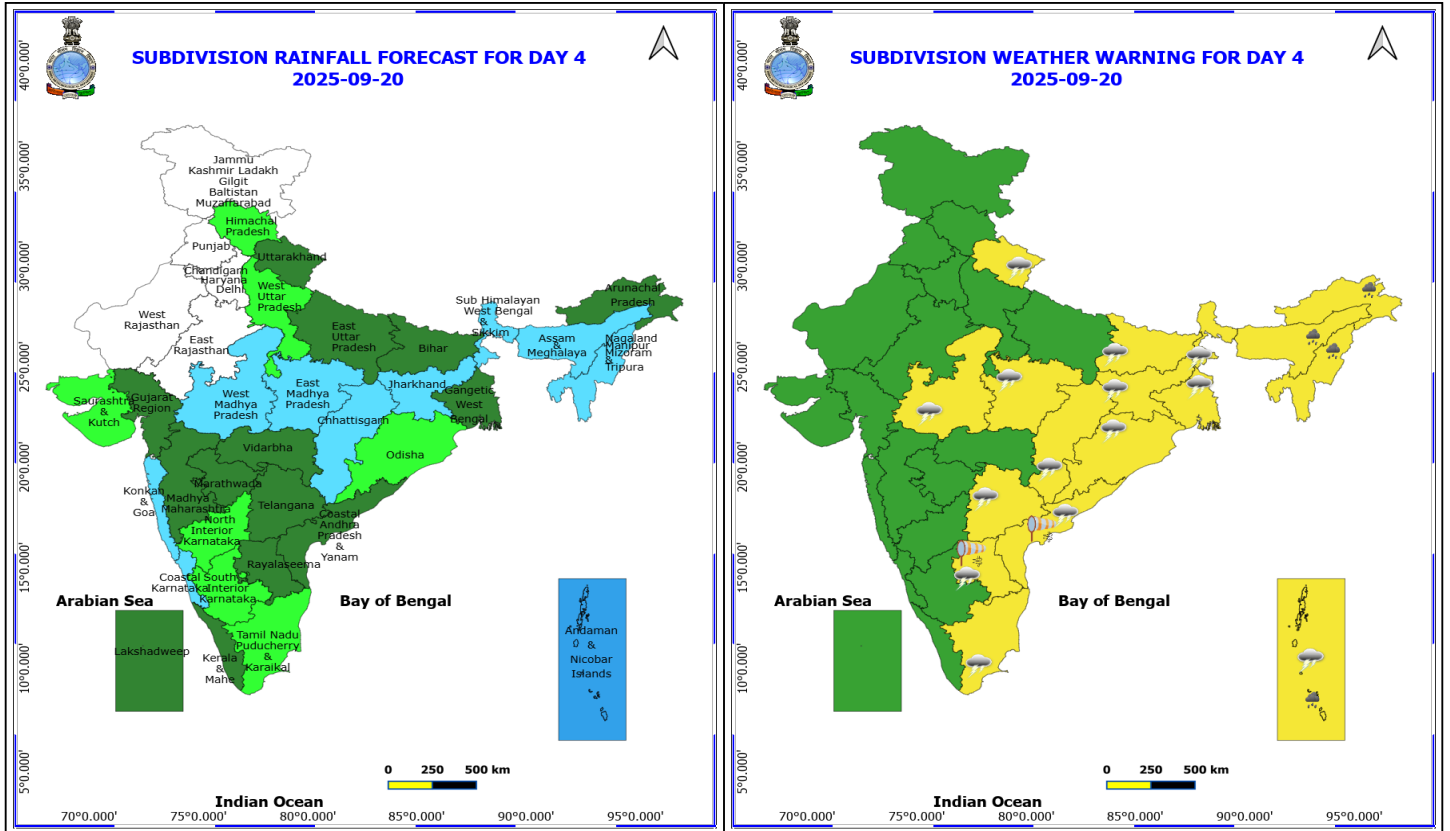 SUBDIVISION RAINFALL FORECAST FOR DAY 4
2025-09-20
40°0.000'
35°0.000'
30°0.000'
25°0.000'
20°0.000'
15°0.000'
10°0.000'
5°0.000'
Jammu
Kashmir Ladakh
Gilgit
Baltistan
Muzaffarabad
Himachal
Pradesh
Punjab
Uttarakhand
Chandigarh
Haryana
Delhi
West
Uttar
Pradesh
West
Rajasthan
East
Rajasthan
East
Uttar
Pradesh
Bihar
Sub Himalayan
West Bengal
&
Sikkim
Arunachal
Pradesh
Assam
&
Meghalaya
Nagaland
Manipur
Mizoram
&
Tripura
Saurashtra
&
Kutch
Gujarat
Region
West
Madhya
Pradesh
East
Madhya
Pradesh
Jharkhand
Gangetic
West
Bengal
Chhattisgarh
Odisha
Vidarbha
Konkan
&
Goa
Madhya
Maharashtra
Marathwada
Telangana
North
Interior
Karnataka
Coastal
Andhra
Pradesh
&
Yanam
Rayalaseema
Coastal
Karnataka
South
Interior
Karnataka
Arabian Sea
Bay of Bengal
Lakshadweep
Kerala
&
Mahe
Tamil Nadu
Puducherry
&
Karaikal
Andaman
&
Nicobar
Islands
0 250 500 km
Indian Ocean
70°0.000' 75°0.000' 80°0.000' 85°0.000' 90°0.000' 95°0.000'
SUBDIVISION WEATHER WARNING FOR DAY 4
2025-09-20
40°0.000'
35°0.000'
30°0.000'
25°0.000'
20°0.000'
15°0.000'
10°0.000'
5°0.000'
Arabian Sea
Bay of Bengal
0 250 500 km
Indian Ocean
70°0.000' 75°0.000' 80°0.000' 85°0.000' 90°0.000' 95°0.000'